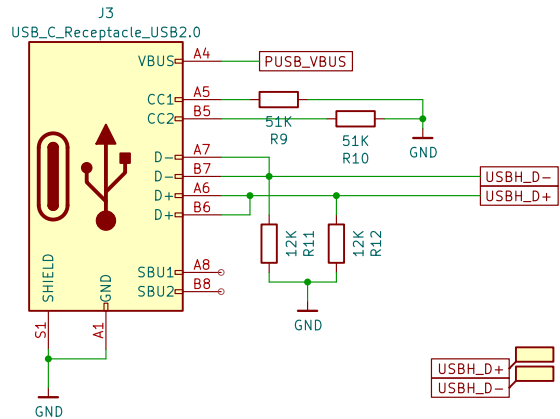 J3
USB_C_Receptacle_USB2.0
VBUS A4 PUSB_VBUS
CC1 A5 51K R9
CC2 B5 51K R10
GND
D- A7
D- B7 USBH_D-
D+ A6 USBH_D+
D+ B6
12K R11
12K R12
SBU1 A8
SBU2 B8
GND
SHIELD S1
GND A1
GND
USBH_D+
USBH_D-